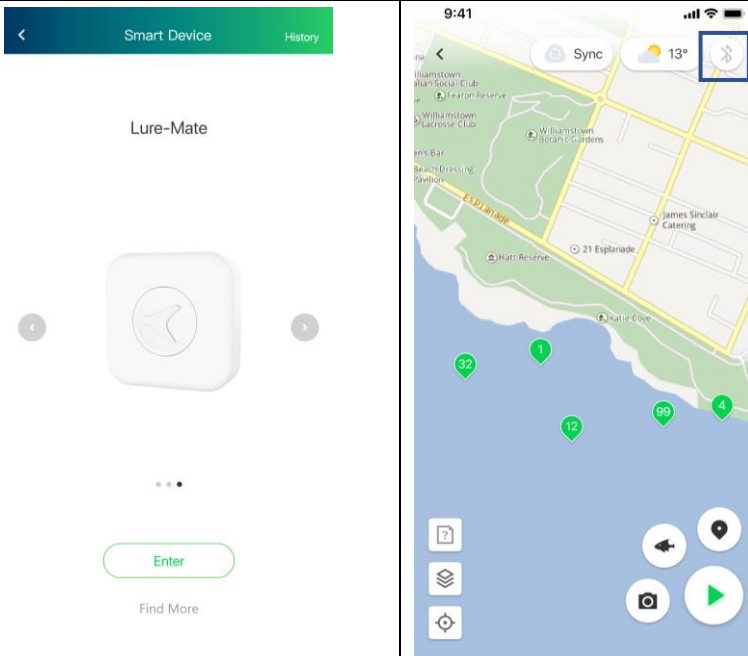 Smart Device
History
Lure-Mate
Enter
Find More
9:41
Sync
13°
Williamstown
Social Club
Fearon Reserve
Williamstown
Lacrosse Club
Williamstown
Botanic Gardens
Beach Dressing
Pavilion
Esplanade
James Sinclair
Catering
21 Esplanade
Hatt Reserve
Katie Cove
1
32
12
99
4
?